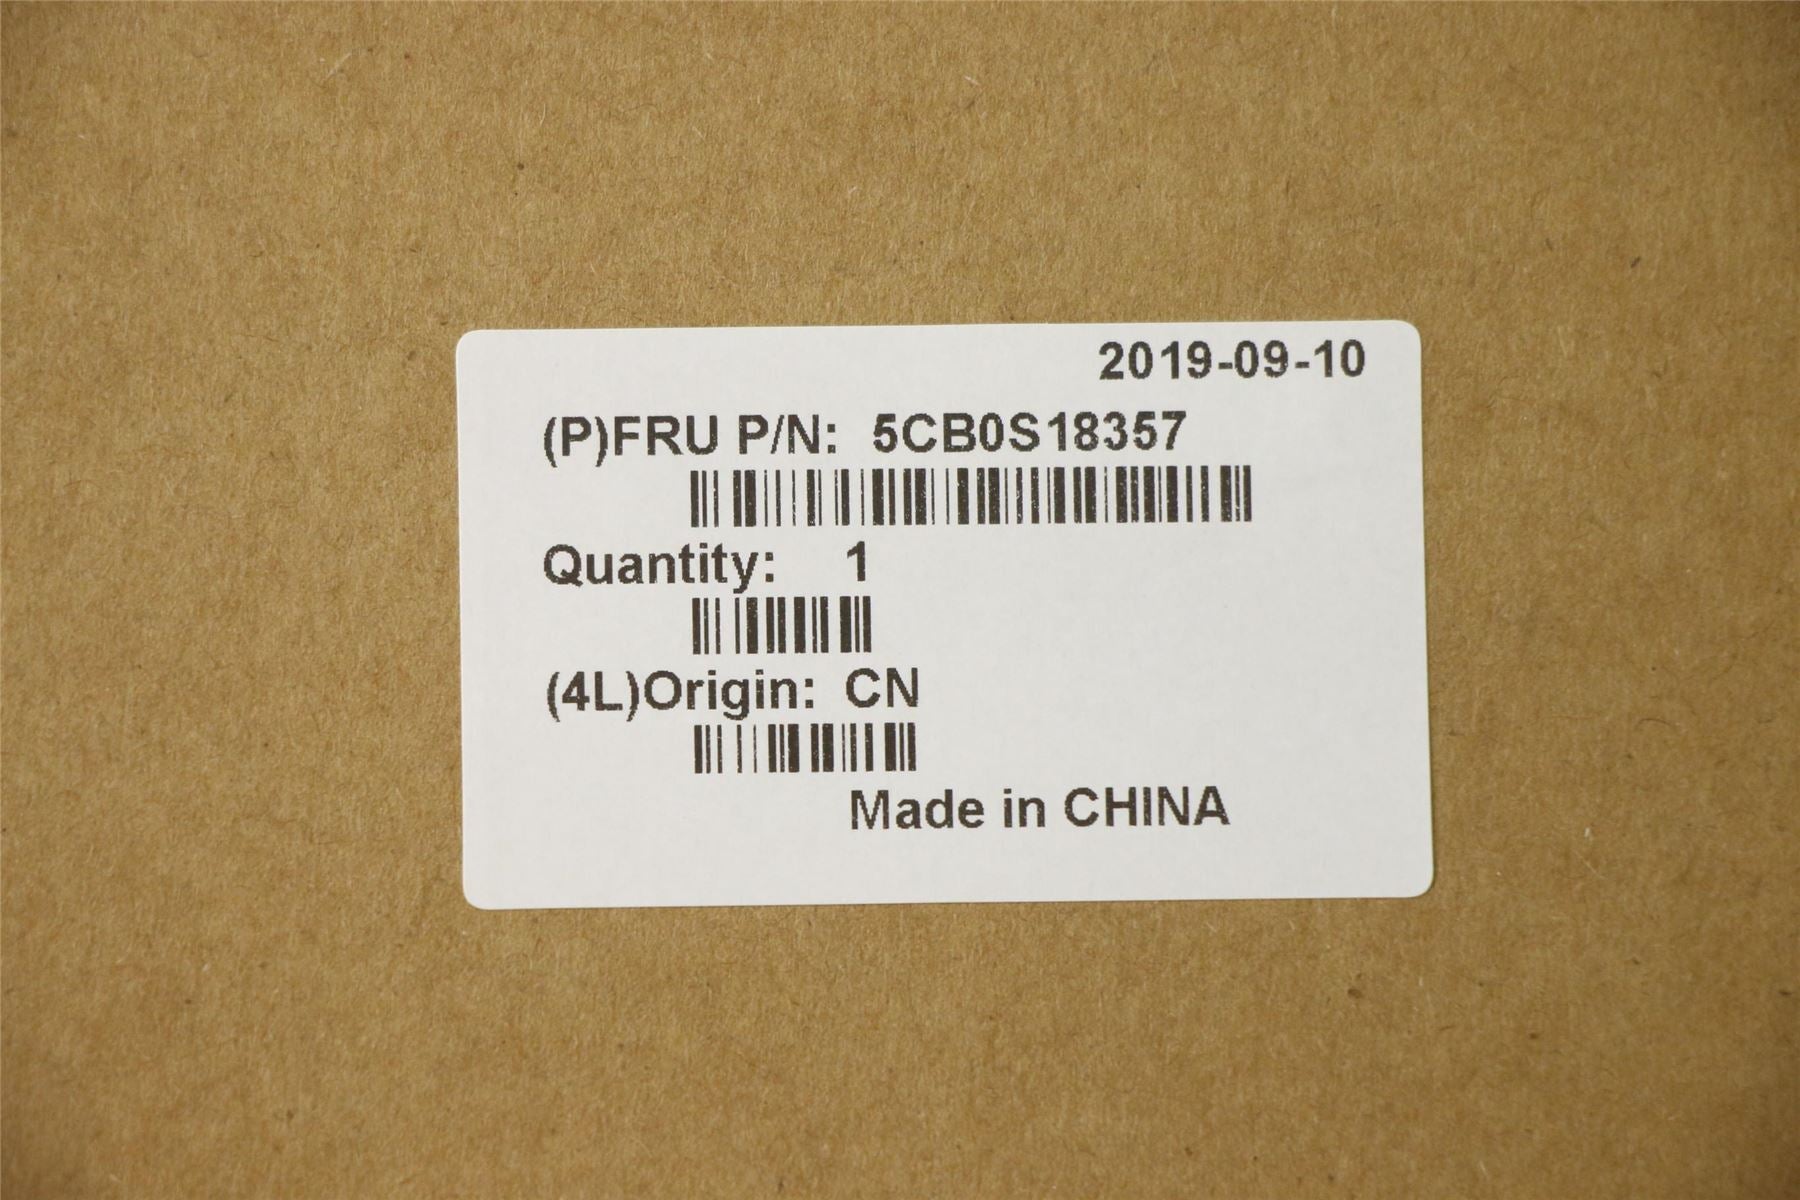 2019-09-10
(P)FRU P/N: 5CB0S18357
Quantity: 1
(4L)Origin: CN
Made in CHINA